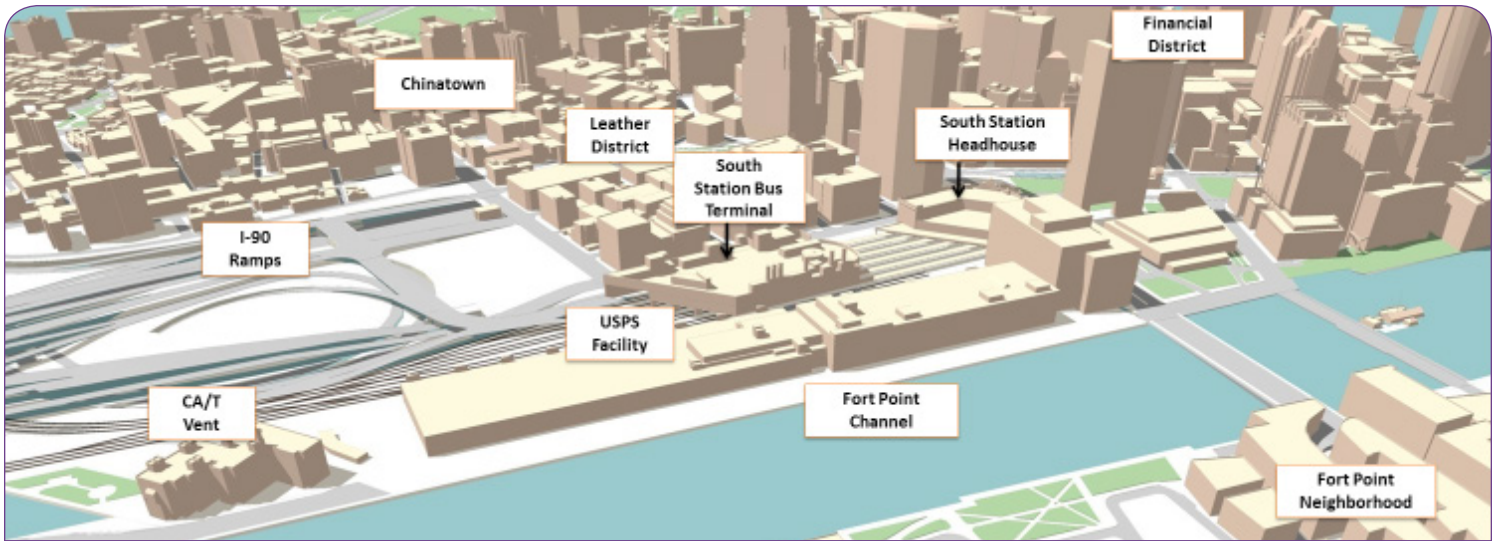 Financial
District
Chinatown
Leather
District
South Station
Headhouse
South
Station Bus
Terminal
I-90
Ramps
USPS
Facility
CA/T
Vent
Fort Point
Channel
Fort Point
Neighborhood